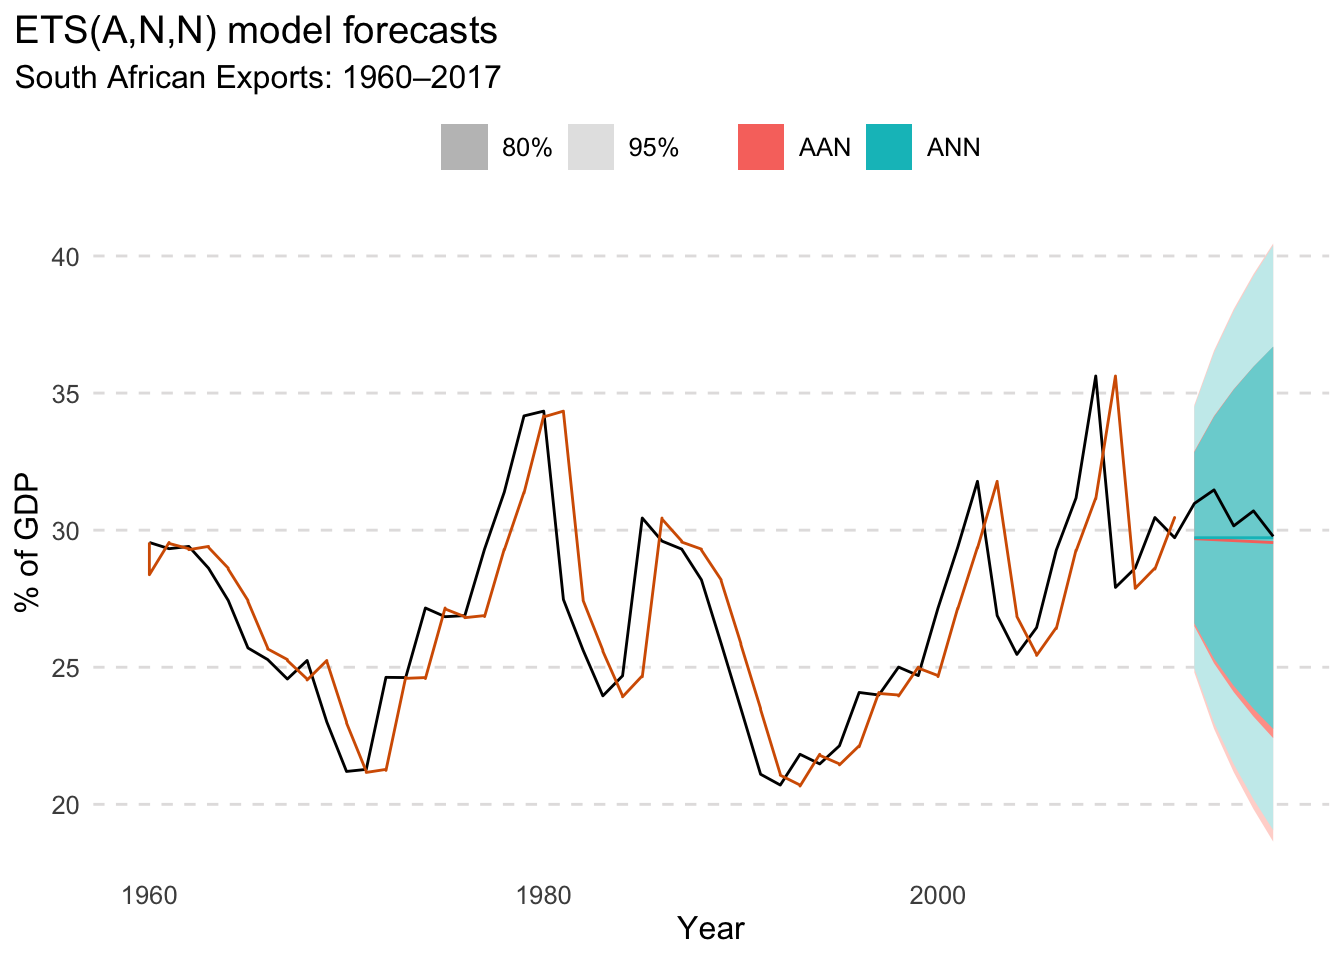 ETS(A,N,N) model forecasts
South African Exports: 1960–2017
80% 95% AAN ANN
40
35
30
25
20
% of GDP
1960 1980 2000
Year